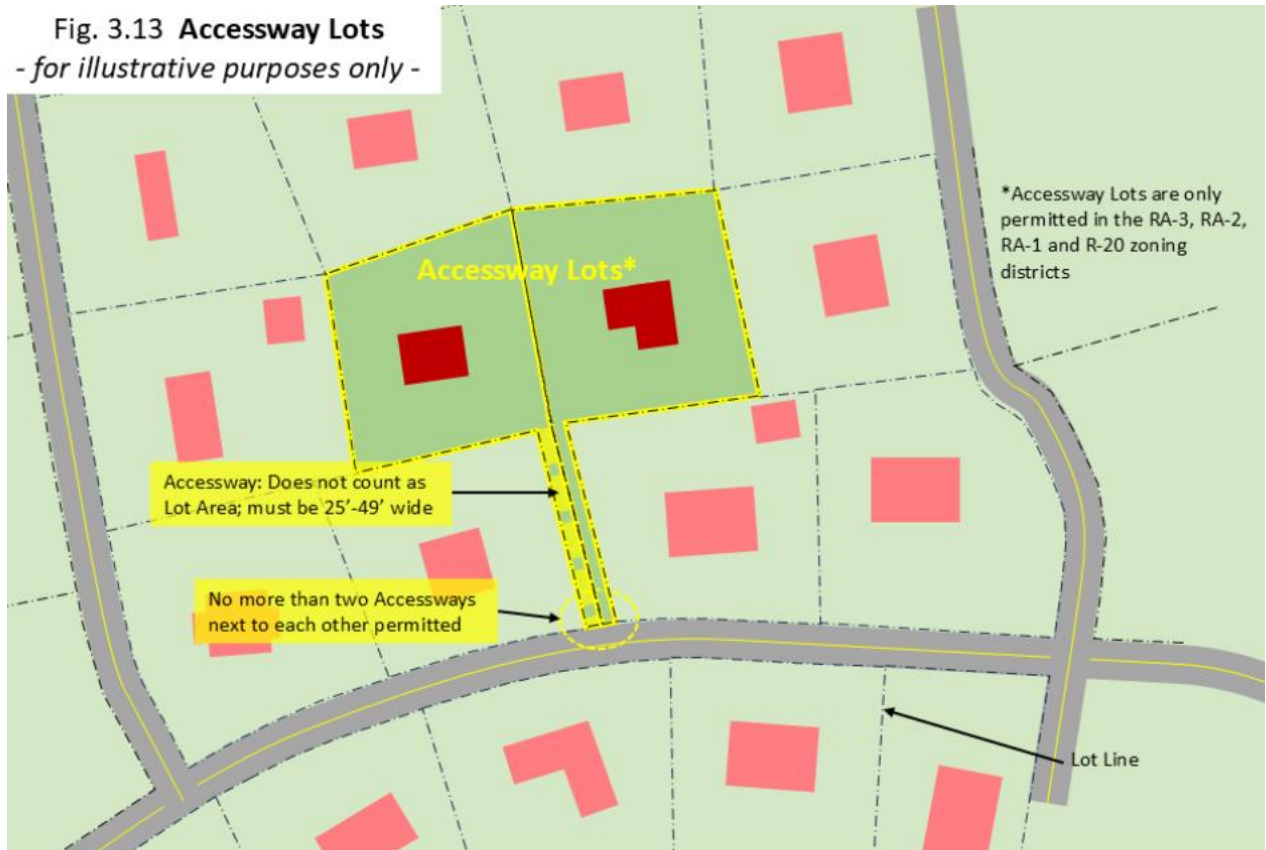 Fig. 3.13 Accessway Lots
- for illustrative purposes only -
*Accessway Lots are only
permitted in the RA-3, RA-2,
RA-1 and R-20 zoning
districts
Accessway Lots*
Accessway: Does not count as
Lot Area; must be 25’-49’ wide
No more than two Accessways
next to each other permitted
Lot Line